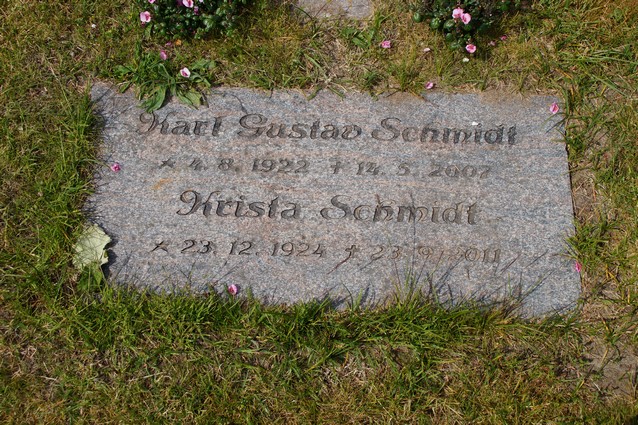 Karl Gustav Schmidt
* 4. 8. 1922 † 14. 5. 2007
Krista Schmidt
* 23. 12. 1924 † 23. 9. 2011